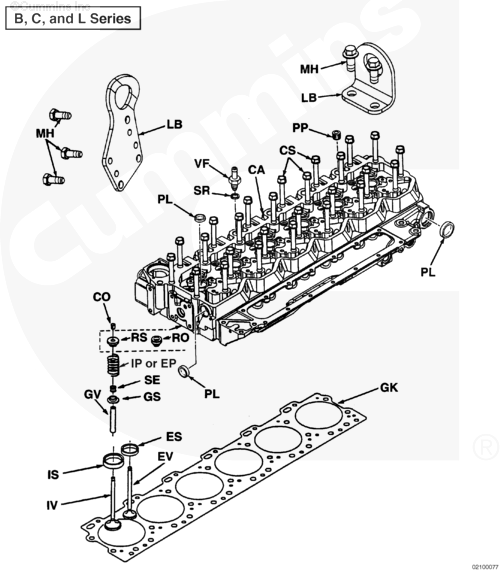 ©Cummins Inc
B, C, and L Series
MH
LB
MH
LB
PP
CS
VF
CA
SR
PL
PL
CO
RS
RO
IP or EP
SE
GV
GS
PL
GK
ES
EV
IS
IV
Cummins
®
02100077